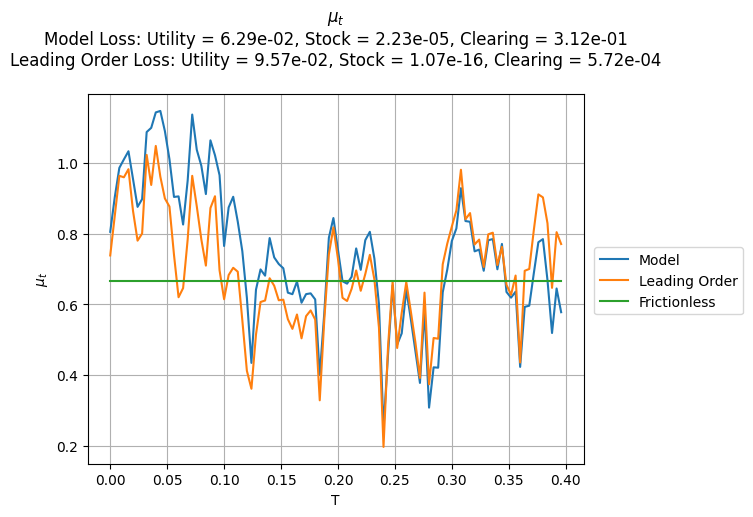 μt
Model Loss: Utility = 6.29e-02, Stock = 2.23e-05, Clearing = 3.12e-01
Leading Order Loss: Utility = 9.57e-02, Stock = 1.07e-16, Clearing = 5.72e-04
μt
1.0
0.8
0.6
0.4
0.2
0.00 0.05 0.10 0.15 0.20 0.25 0.30 0.35 0.40
T
Model
Leading Order
Frictionless